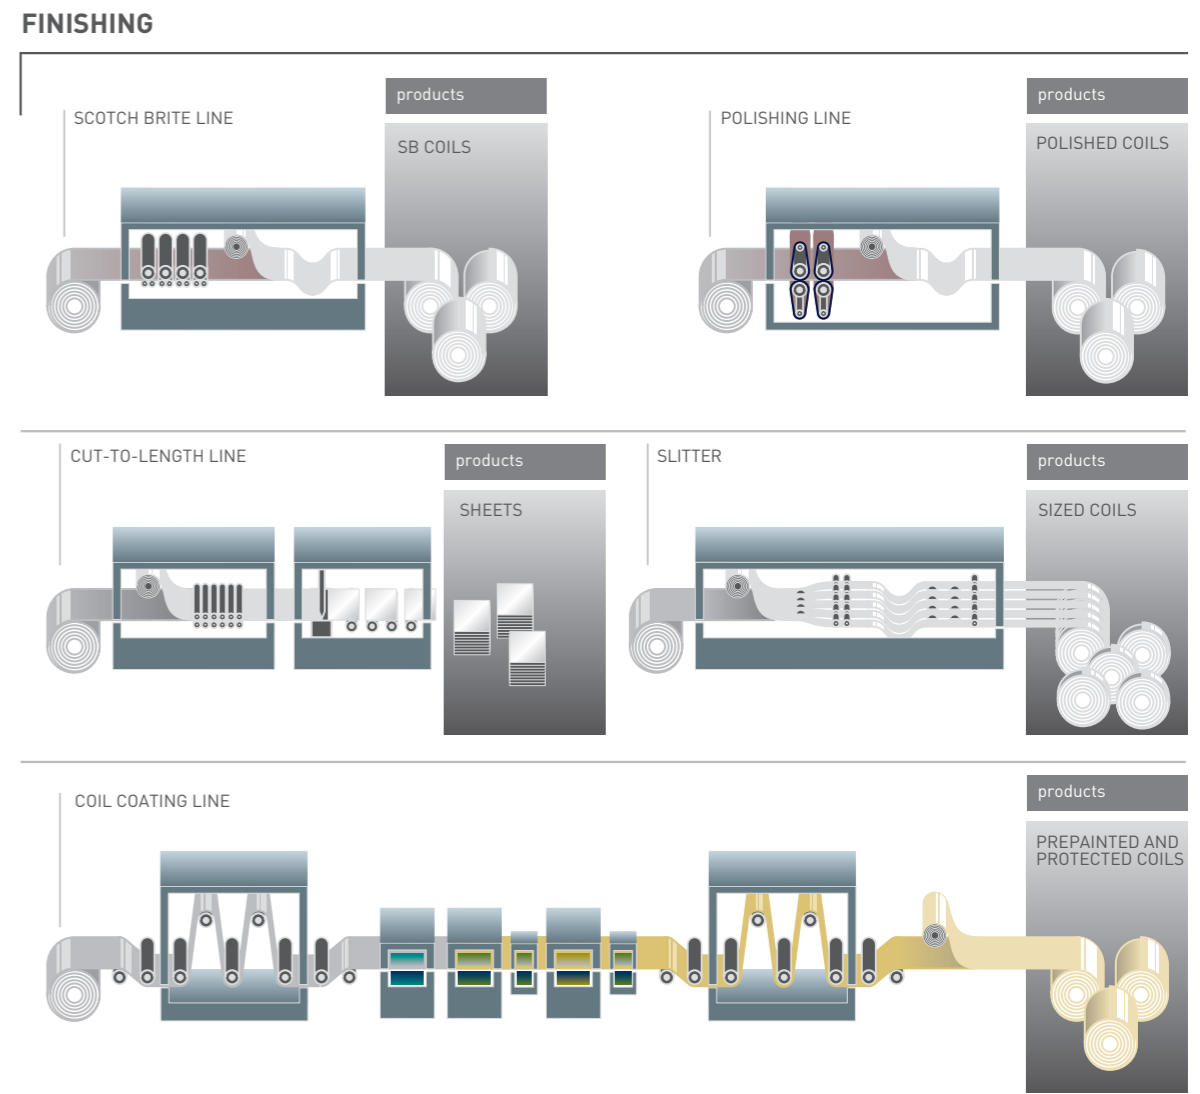 FINISHING
SCOTCH BRITE LINE
products
SB COILS
POLISHING LINE
products
POLISHED COILS
CUT-TO-LENGTH LINE
products
SHEETS
SLITTER
products
SIZED COILS
COIL COATING LINE
products
PREPAINTED AND
PROTECTED COILS